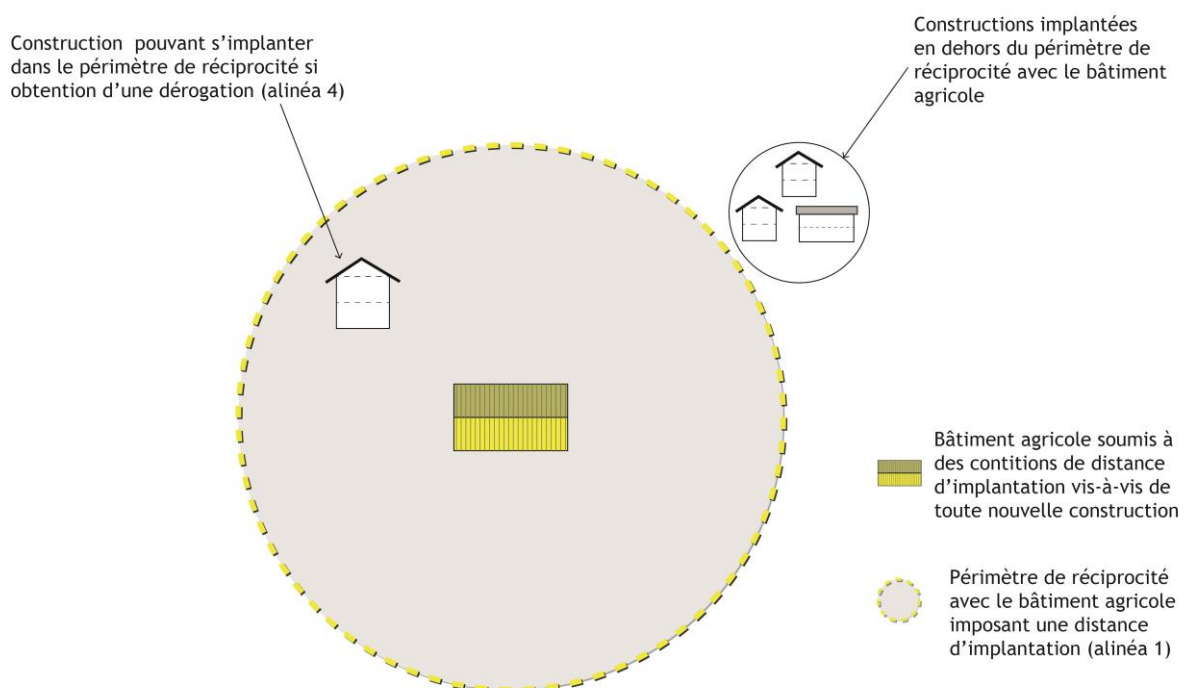 Construction pouvant s'implanter
dans le périmètre de réciprocité si
obtention d'une dérogation (alinéa 4)
Constructions implantées
en dehors du périmètre de
réciprocité avec le bâtiment
agricole
Bâtiment agricole soumis à
des contitions de distance
d'implantation vis-à-vis de
toute nouvelle construction
Périmètre de réciprocité
avec le bâtiment agricole
imposant une distance
d'implantation (alinéa 1)